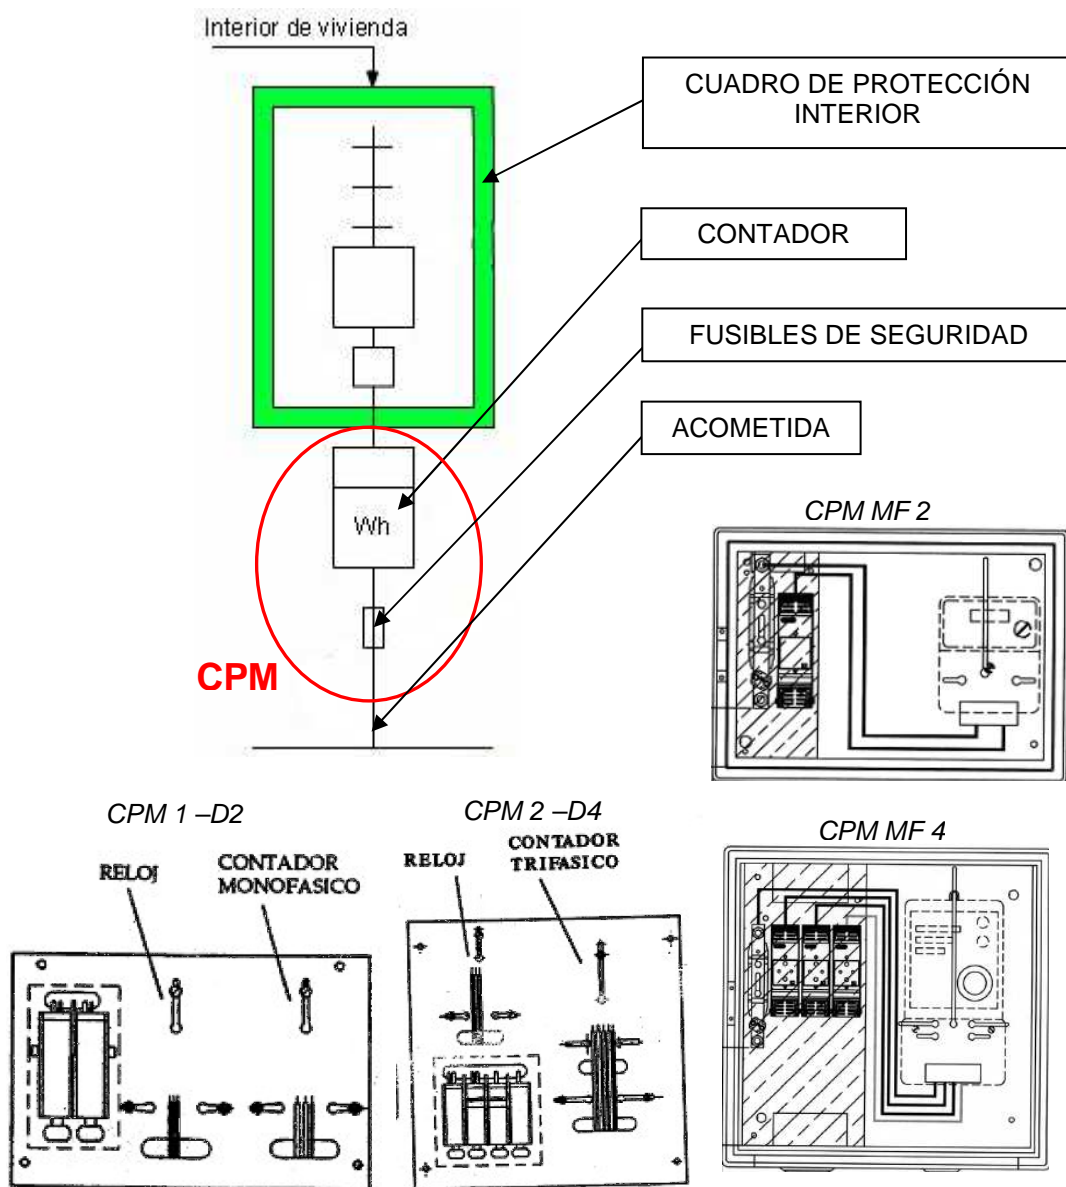 Interior de vivienda
CUADRO DE PROTECCIÓN
INTERIOR
CONTADOR
FUSIBLES DE SEGURIDAD
ACOMETIDA
Wh
CPM
CPM MF 2
CPM 1 –D2
RELOJ
CONTADOR
MONOFASICO
CPM 2 –D4
RELOJ
CONTADOR
TRIFASICO
CPM MF 4